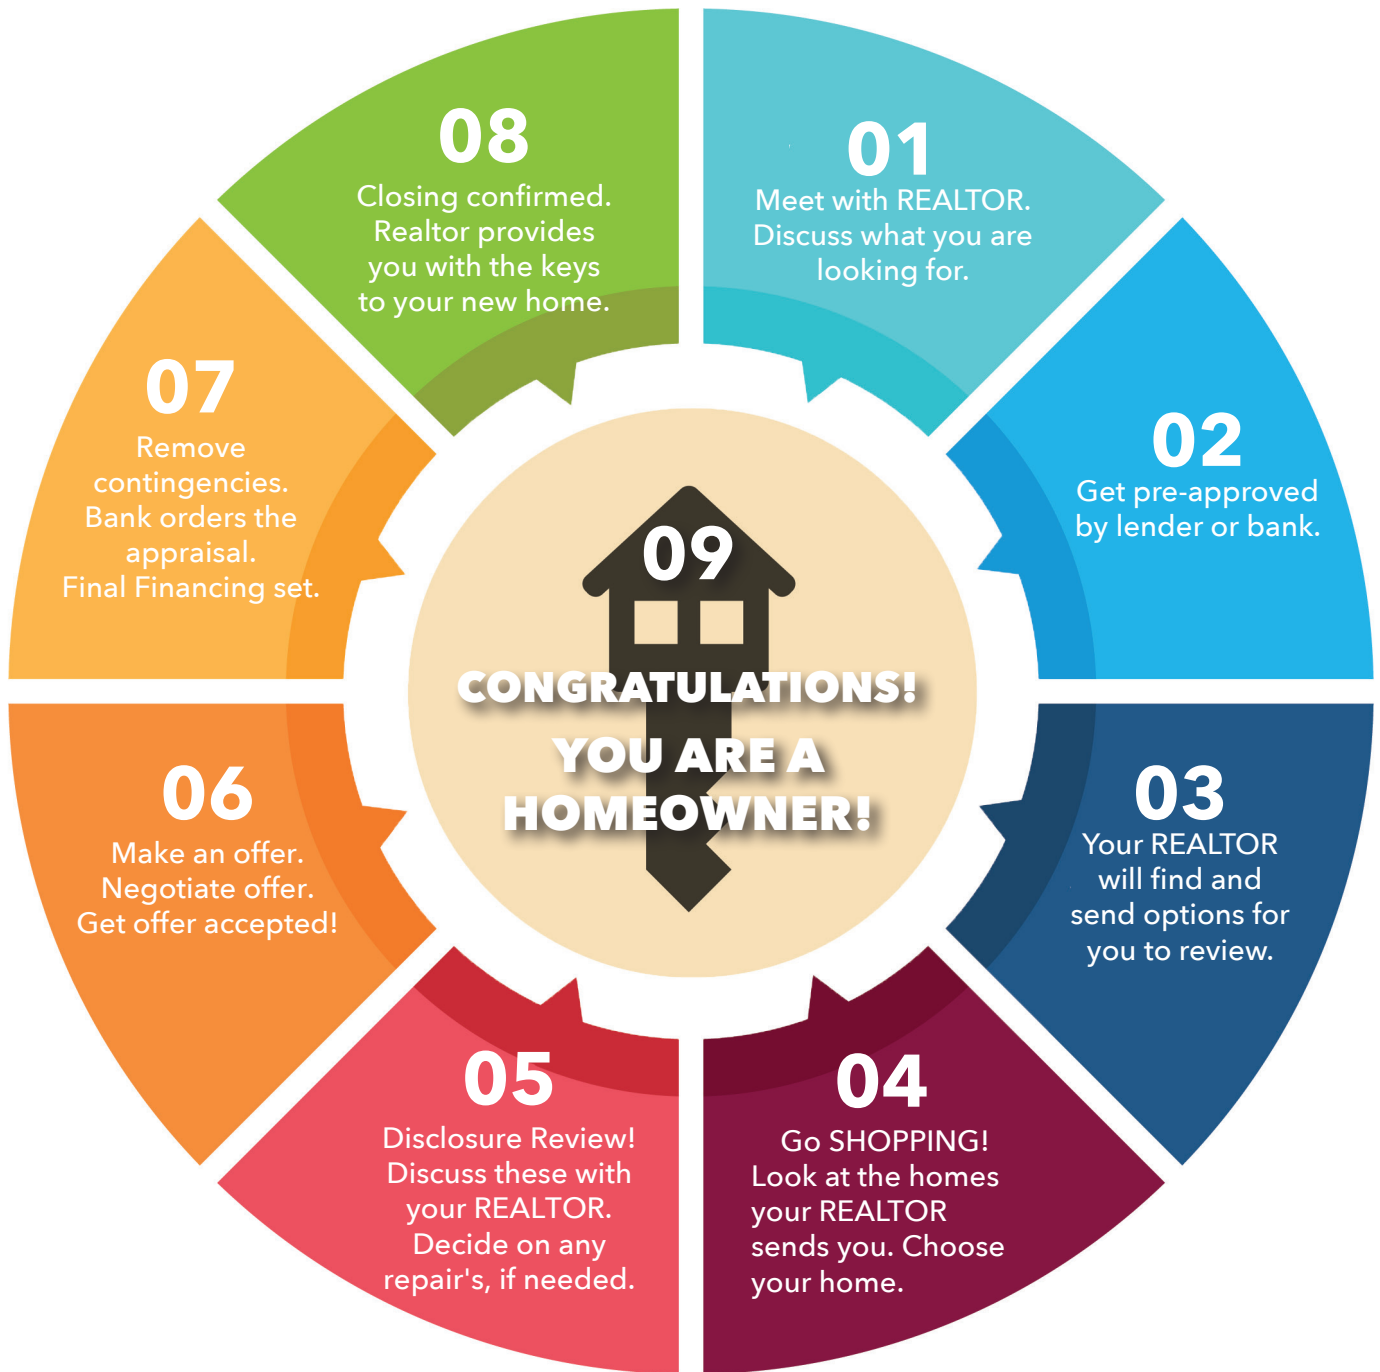 01
Meet with REALTOR.
Discuss what you are
looking for.
02
Get pre-approved
by lender or bank.
03
Your REALTOR
will find and
send options for
you to review.
04
Go SHOPPING!
Look at the homes
your REALTOR
sends you. Choose
your home.
05
Disclosure Review!
Discuss these with
your REALTOR.
Decide on any
repair's, if needed.
06
Make an offer.
Negotiate offer.
Get offer accepted!
07
Remove
contingencies.
Bank orders the
appraisal.
Final Financing set.
08
Closing confirmed.
Realtor provides
you with the keys
to your new home.
09
CONGRATULATIONS!
YOU ARE A
HOMEOWNER!